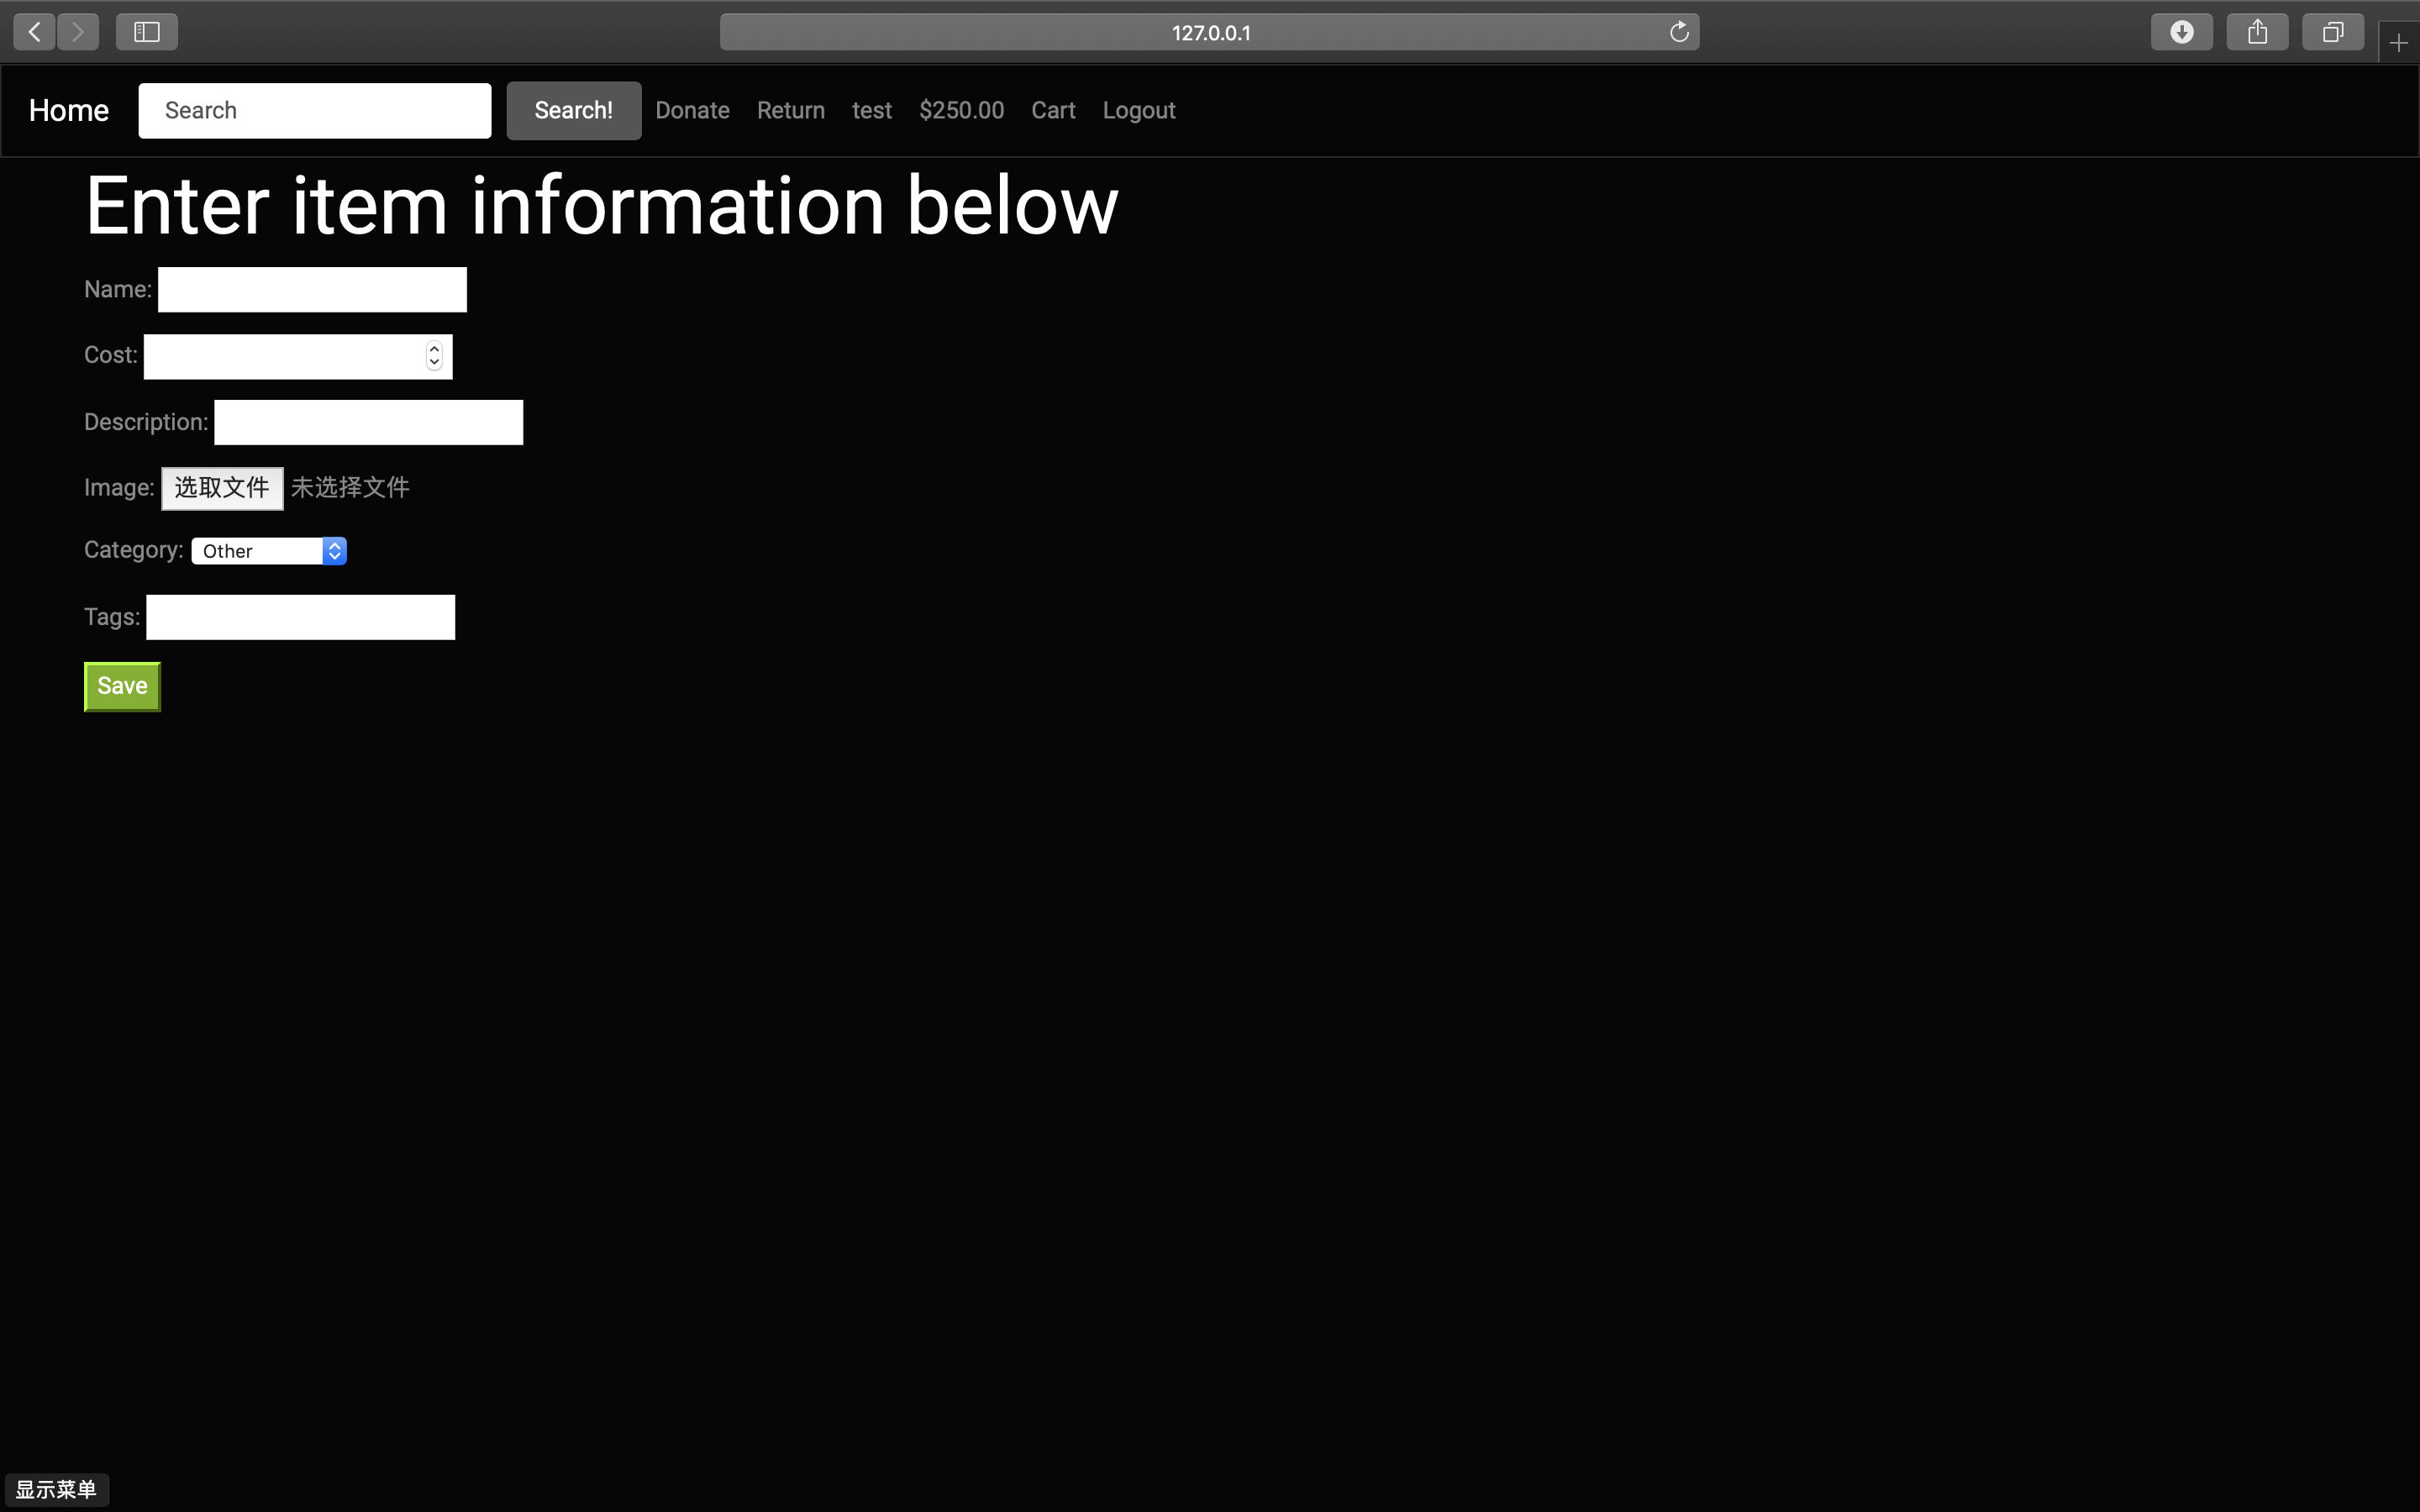 127.0.0.1
Home Search Search! Donate Return test $250.00 Cart Logout
Enter item information below
Name:
Cost:
Description:
Image: 选取文件 未选择文件
Category: Other
Tags:
Save
显示菜单